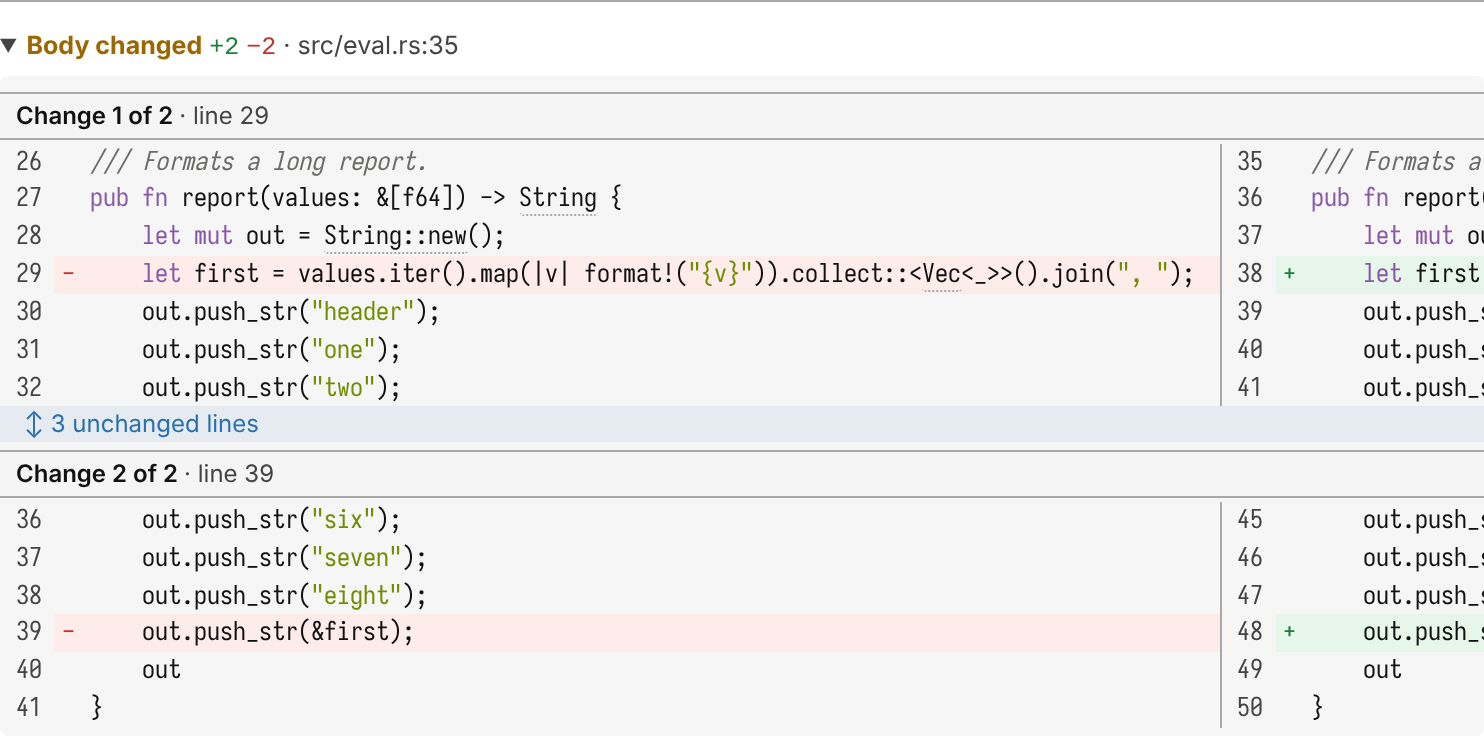 ▼ Body changed +2 −2 · src/eval.rs:35
Change 1 of 2 · line 29
26 /// Formats a long report. 35 /// Formats a
27 pub fn report(values: &[f64]) -> String { 36 pub fn report(
28 let mut out = String::new(); 37 let mut ou
29 - let first = values.iter().map(|v| format!("{v}")).collect::<Vec<_>>().join(", "); 38 + let first
30 out.push_str("header"); 39 out.push_s
31 out.push_str("one"); 40 out.push_s
32 out.push_str("two"); 41 out.push_s
↕ 3 unchanged lines
Change 2 of 2 · line 39
36 out.push_str("six"); 45 out.push_s
37 out.push_str("seven"); 46 out.push_s
38 out.push_str("eight"); 47 out.push_s
39 - out.push_str(&first); 48 + out.push_s
40 out 49 out
41 } 50 }